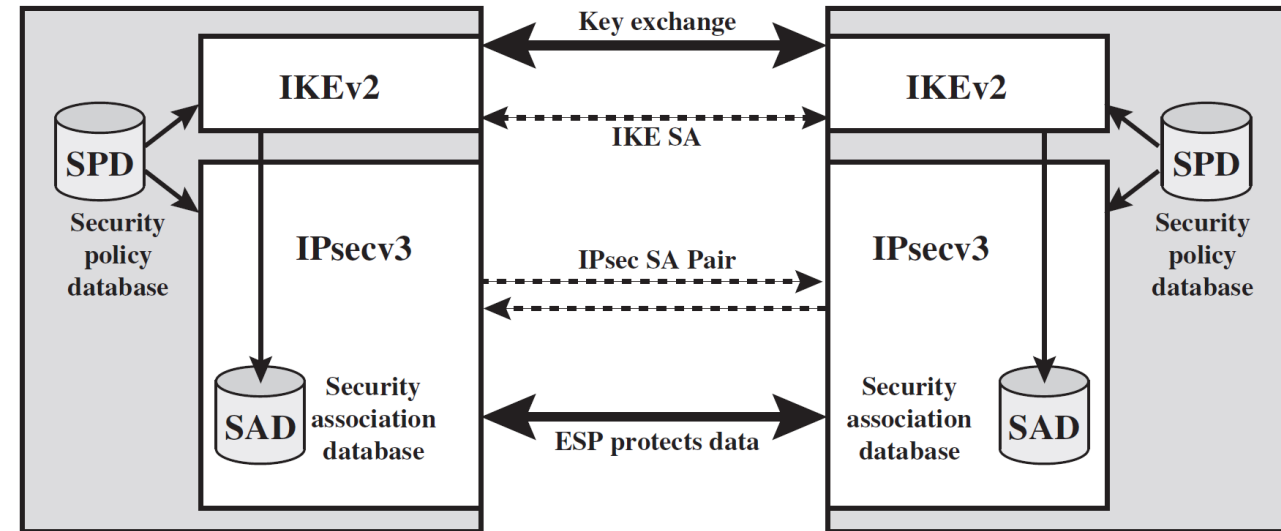 Key exchange
IKEv2
IKEv2
IKE SA
SPD
Security
policy
database
SPD
Security
policy
database
IPsecv3
IPsec SA Pair
IPsecv3
SAD
Security
association
database
ESP protects data
Security
association
database
SAD